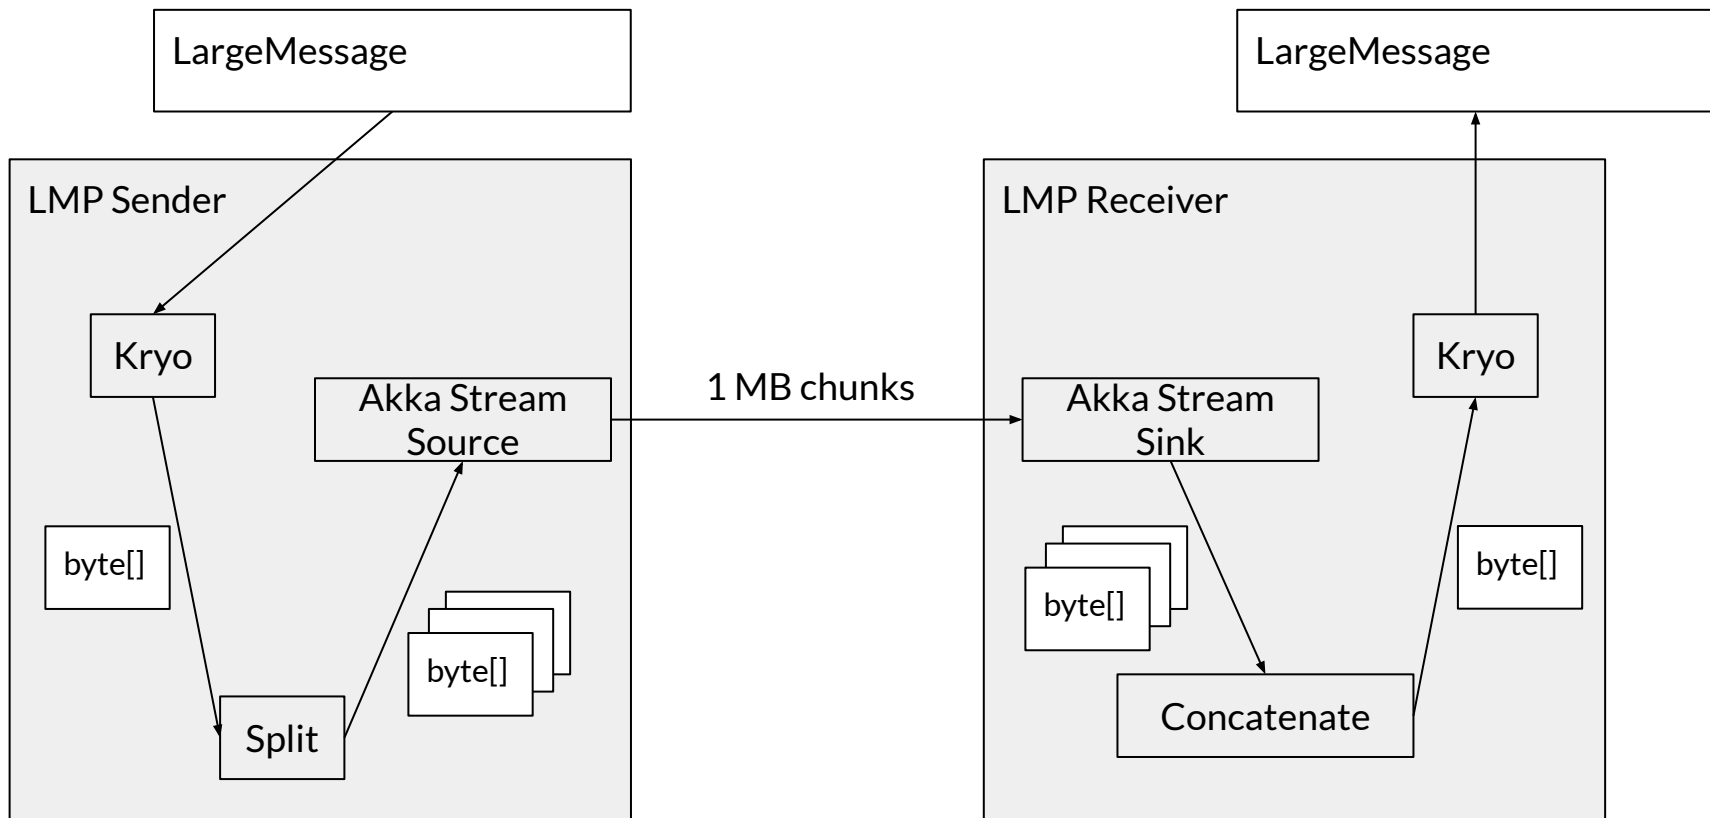 LargeMessage
LMP Sender
Kryo
Akka Stream
Source
byte[]
byte[]
Split
1 MB chunks
LargeMessage
LMP Receiver
Kryo
Akka Stream
Sink
byte[]
byte[]
Concatenate